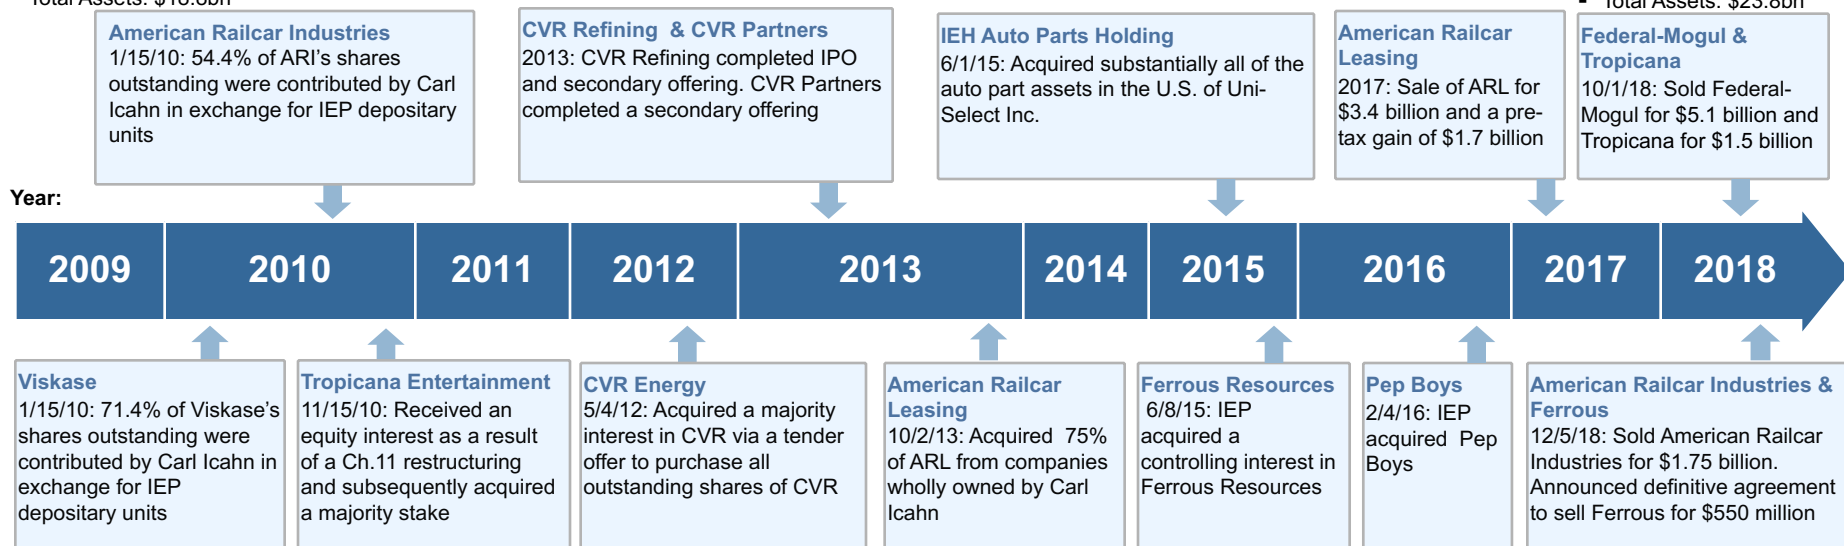 Total Assets: $18.8bn
▪ Total Assets: $23.8bn
American Railcar Industries
1/15/10: 54.4% of ARI’s shares
outstanding were contributed by Carl
Icahn in exchange for IEP depositary
units
CVR Refining & CVR Partners
2013: CVR Refining completed IPO
and secondary offering. CVR Partners
completed a secondary offering
IEH Auto Parts Holding
6/1/15: Acquired substantially all of the
auto part assets in the U.S. of Uni-
Select Inc.
American Railcar
Leasing
2017: Sale of ARL for
$3.4 billion and a pre-
tax gain of $1.7 billion
Federal-Mogul &
Tropicana
10/1/18: Sold Federal-
Mogul for $5.1 billion and
Tropicana for $1.5 billion
Year:
2009 2010 2011 2012 2013 2014 2015 2016 2017 2018
Viskase
1/15/10: 71.4% of Viskase’s
shares outstanding were
contributed by Carl Icahn in
exchange for IEP
depositary units
Tropicana Entertainment
11/15/10: Received an
equity interest as a result
of a Ch.11 restructuring
and subsequently acquired
a majority stake
CVR Energy
5/4/12: Acquired a majority
interest in CVR via a tender
offer to purchase all
outstanding shares of CVR
American Railcar
Leasing
10/2/13: Acquired 75%
of ARL from companies
wholly owned by Carl
Icahn
Ferrous Resources
6/8/15: IEP
acquired a
controlling interest in
Ferrous Resources
Pep Boys
2/4/16: IEP
acquired Pep
Boys
American Railcar Industries &
Ferrous
12/5/18: Sold American Railcar
Industries for $1.75 billion.
Announced definitive agreement
to sell Ferrous for $550 million